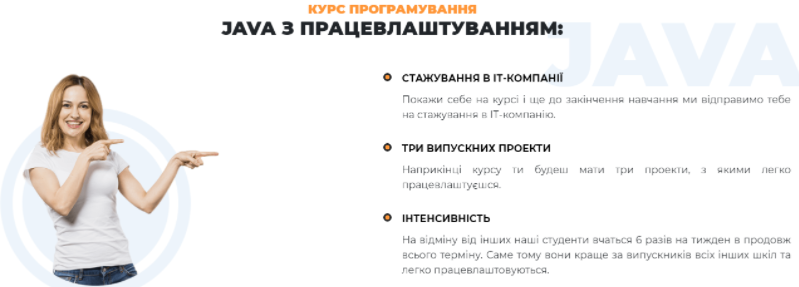 КУРС ПРОГРАМУВАННЯ
JAVA З ПРАЦЕВЛАШТУВАННЯМ:
JAVA
СТАЖУВАННЯ В ІТ-КОМПАНІЇ
Покажи себе на курсі і ще до закінчення навчання ми відправимо тебе
на стажування в ІТ-компанію.
ТРИ ВИПУСКНИХ ПРОЕКТИ
Наприкінці курсу ти будеш мати три проекти, з якими легко
працевлаштуєшся.
ІНТЕНСИВНІСТЬ
На відміну від інших наші студенти вчаться 6 разів на тиждень в продовж
всього терміну. Саме тому вони краще за випускників всіх інших шкіл та
легко працевлаштовуються.